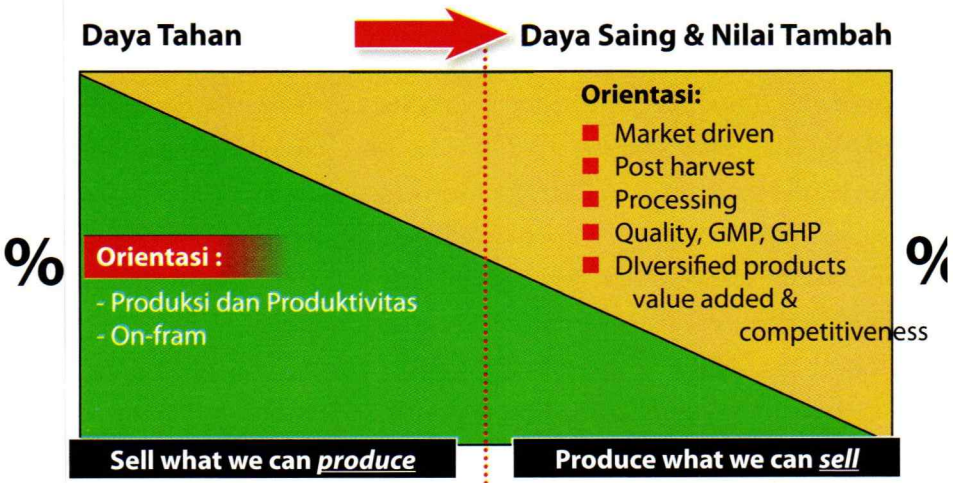 Daya Tahan
Daya Saing & Nilai Tambah
Orientasi:
Market driven
Post harvest
Processing
Quality, GMP, GHP
DIversified products
value added &
competitiveness
%
%
Orientasi :
- Produksi dan Produktivitas
- On-fram
Sell what we can produce
Produce what we can sell